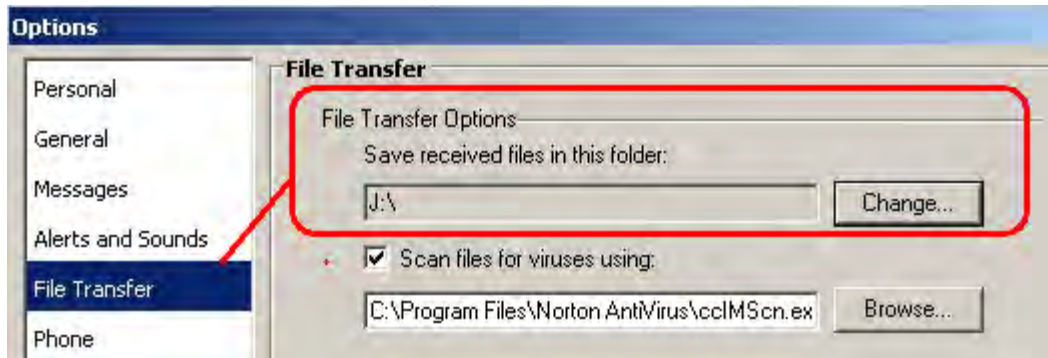 Options
Personal
General
Messages
Alerts and Sounds
File Transfer
Phone
File Transfer
File Transfer Options
Save received files in this folder:
J:\
Change...
Scan files for viruses using:
C:\Program Files\Norton AntiVirus\ccIMScn.ex
Browse...